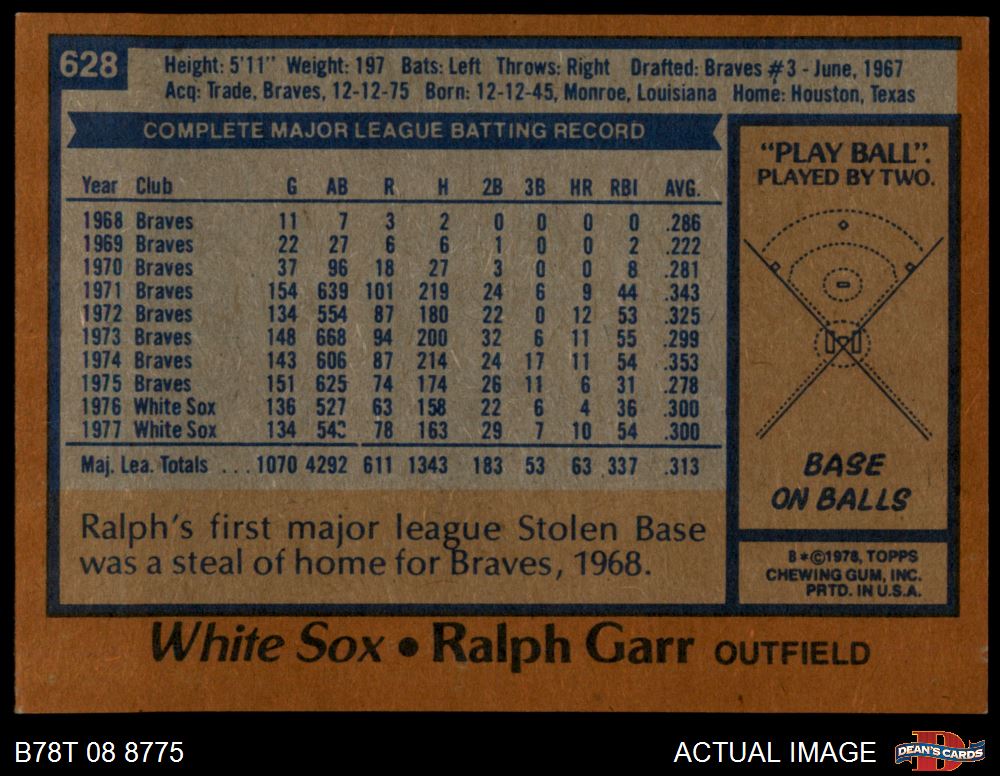 628
Height: 5'11" Weight: 197 Bats: Left Throws: Right Drafted: Braves #3 - June, 1967
Acq: Trade, Braves, 12-12-75 Born: 12-12-45, Monroe, Louisiana Home: Houston, Texas
COMPLETE MAJOR LEAGUE BATTING RECORD
Year Club G AB R H 2B 3B HR RBI AVG.
1968 Braves 11 7 3 2 0 0 0 0 .286
1969 Braves 22 27 6 6 1 0 0 2 .222
1970 Braves 37 96 18 27 3 0 0 8 .281
1971 Braves 154 639 101 219 24 6 9 44 .343
1972 Braves 134 554 87 180 22 0 12 53 .325
1973 Braves 148 668 94 200 32 6 11 55 .299
1974 Braves 143 606 87 214 24 17 11 54 .353
1975 Braves 151 625 74 174 26 11 6 31 .278
1976 White Sox 136 527 63 158 22 6 4 36 .300
1977 White Sox 134 78 163 29 7 10 54 .300
Maj. Lea. Totals ... 1070 4292 611 1343 183 53 63 337 .313
Ralph's first major league Stolen Base
was a steal of home for Braves, 1968.
"PLAY BALL".
PLAYED BY TWO.
BASE
ON BALLS
B*©1978, TOPPS
CHEWING GUM, INC.
PRTD. IN U.S.A.
White Sox • Ralph Garr OUTFIELD
B78T 08 8775
ACTUAL IMAGE
DEAN'S CARDS